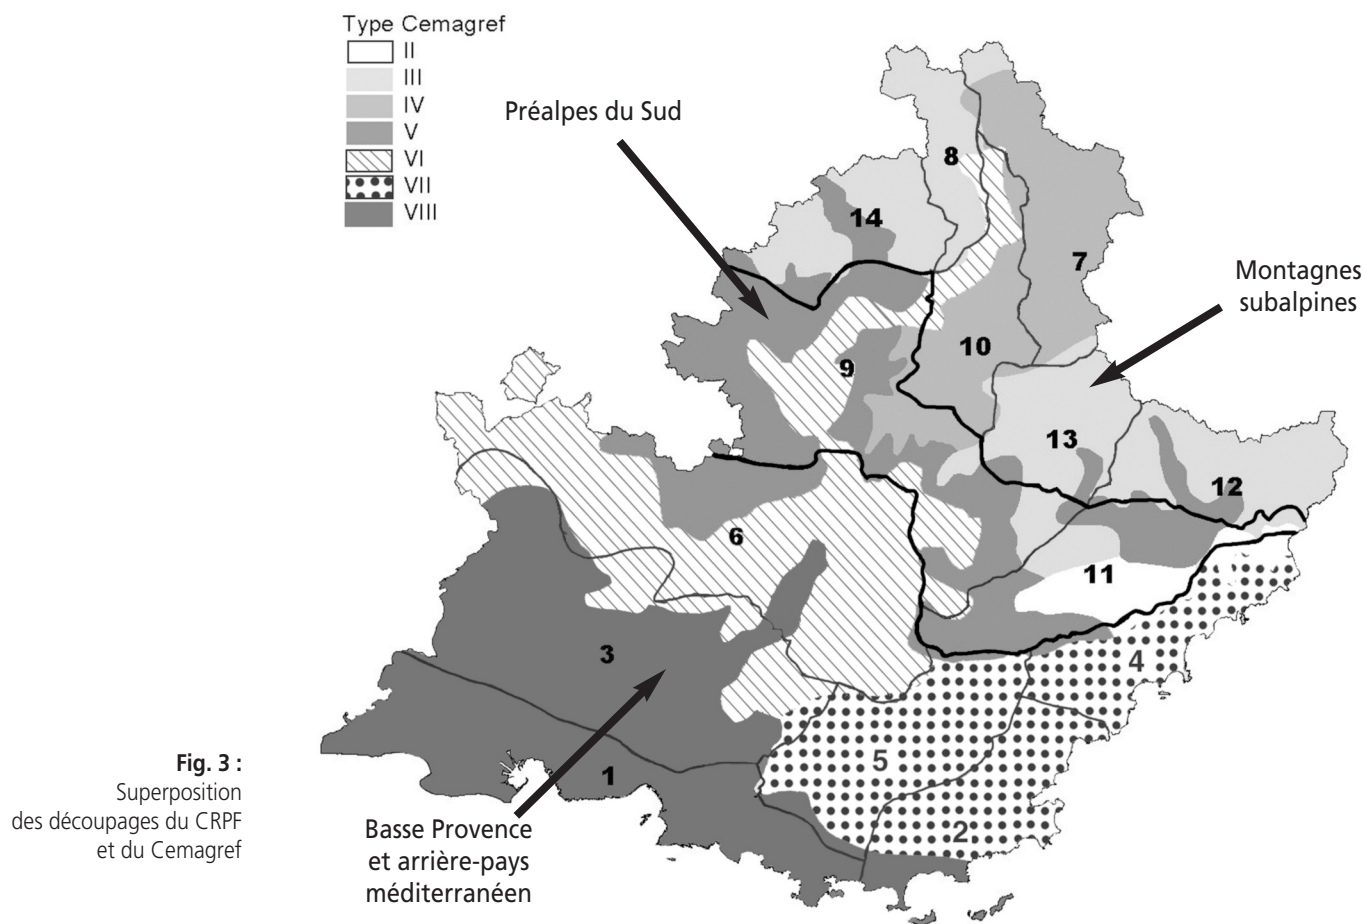 Type Cemagref
II
III
IV
V
VI
VII
VIII
Préalpes du Sud
8
14
7
Montagnes
subalpines
10
9
13
12
6
11
3
4
5
1
2
Fig. 3 :
Superposition
des découpages du CRPF
et du Cemagref
Basse Provence
et arrière-pays
méditerranéen